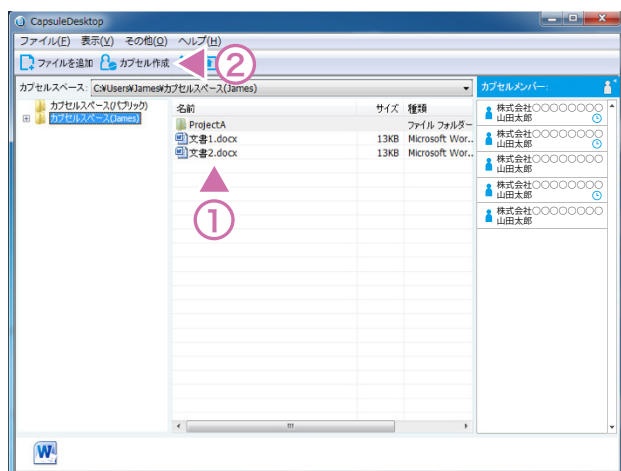 CapsuleDesktop
ファイル(F) 表示(V) その他(O) ヘルプ(H)
ファイルを追加 カプセル作成 ②
カプセルスペース: C:¥Users¥James¥カプセルスペース(James)
カプセルメンバー:
カプセルスペース(パブリック)
カプセルスペース(James)
名前 サイズ 種類
ProjectA ファイル フォルダー
文書1.docx 13KB Microsoft Wor...
文書2.docx 13KB Microsoft Wor...
①
株式会社○○○○○○○○
山田太郎
株式会社○○○○○○○○
山田太郎
株式会社○○○○○○○○
山田太郎
株式会社○○○○○○○○
山田太郎
株式会社○○○○○○○○
山田太郎
W